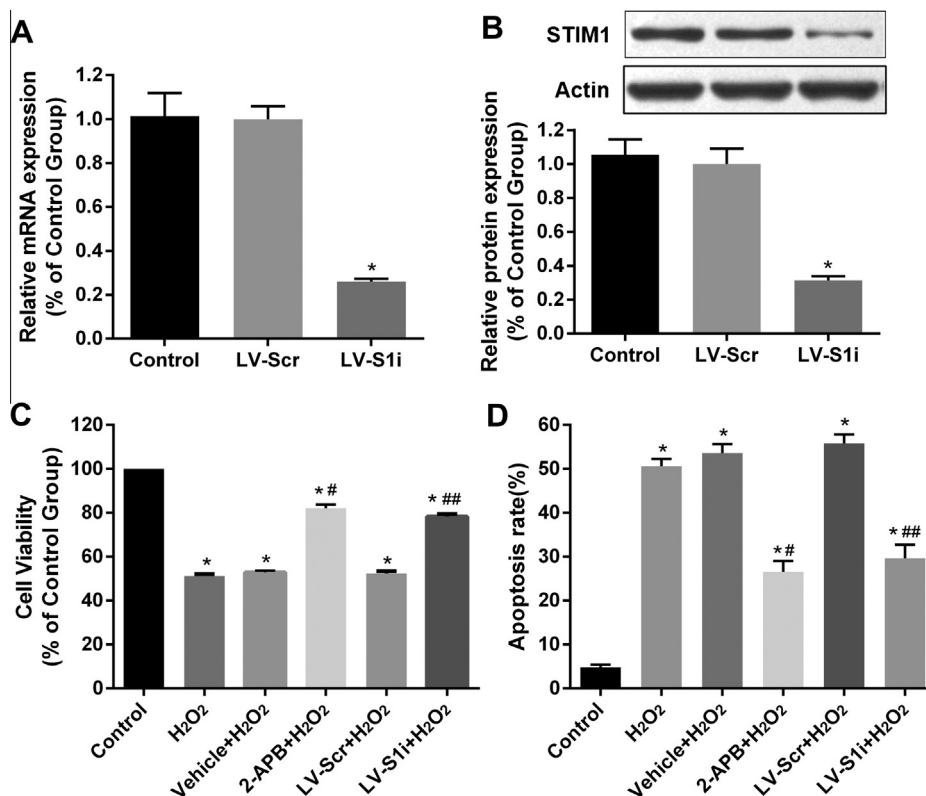 A
Relative mRNA expression
(% of Control Group)
1.2
1.0
0.8
0.6
0.4
0.2
0.0
*
Control
LV-Scr
LV-S1i
B
STIM1
Actin
Relative protein expression
(% of Control Group)
1.2
1.0
0.8
0.6
0.4
0.2
0.0
*
Control
LV-Scr
LV-S1i
C
Cell Viability
(% of Control Group)
120
100
80
60
40
20
0
*
*
* #
*
* ##
Control
H2O2
Vehicle+H2O2
2-APB+H2O2
LV-Scr+H2O2
LV-S1i+H2O2
D
Apoptosis rate(%)
60
50
40
30
20
10
0
*
*
*#
*
* ##
Control
H2O2
Vehicle+H2O2
2-APB+H2O2
LV-Scr+H2O2
LV-S1i+H2O2